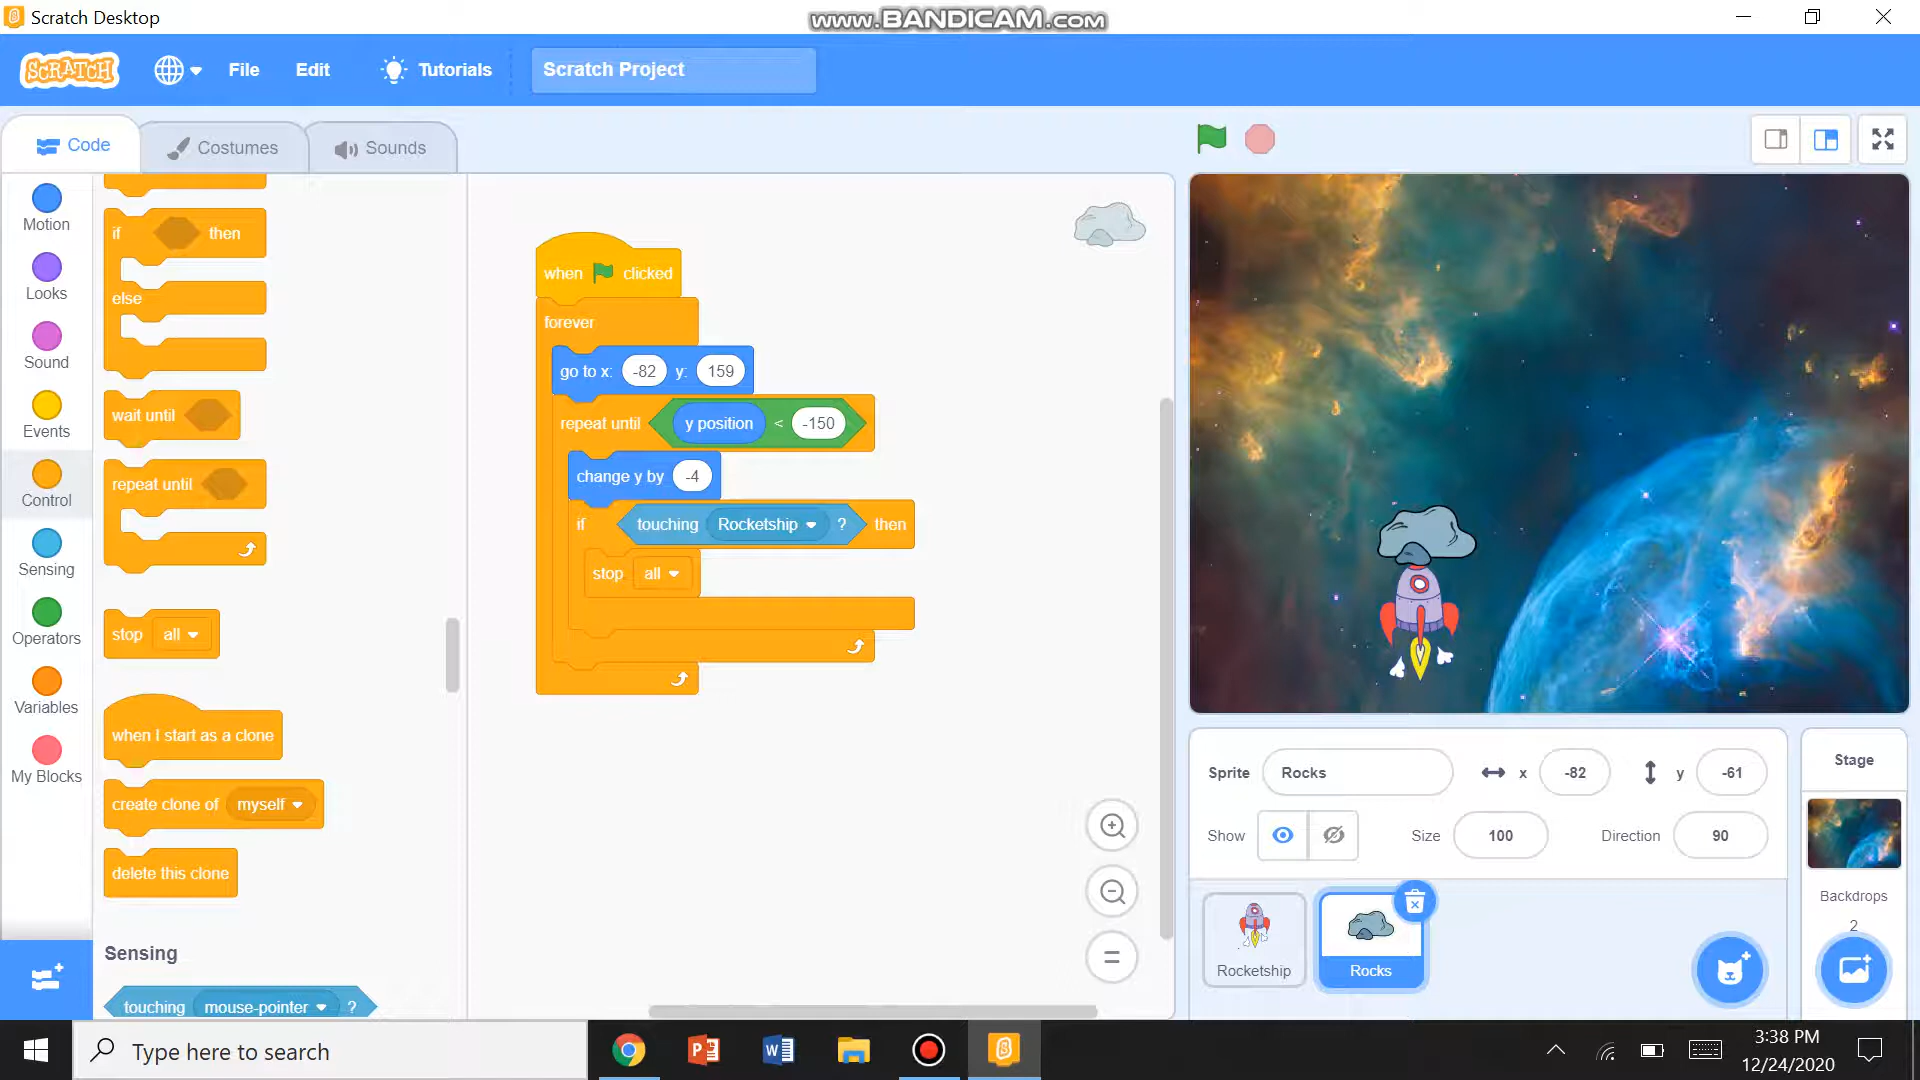 Scratch Desktop
www.BANDICAM.com
SCRATCH
File
Edit
Tutorials
Scratch Project
Code
Costumes
Sounds
Motion
Looks
Sound
Events
Control
Sensing
Operators
Variables
My Blocks
if then
else
wait until
repeat until
stop all
when I start as a clone
create clone of myself
delete this clone
Sensing
touching mouse-pointer ?
when clicked
forever
go to x: -82 y: 159
repeat until y position < -150
change y by -4
if touching Rocketship ? then
stop all
Sprite Rocks x -82 y -61
Show Size 100 Direction 90
Rocketship
Rocks
Stage
Backdrops
2
Type here to search
3:38 PM
12/24/2020